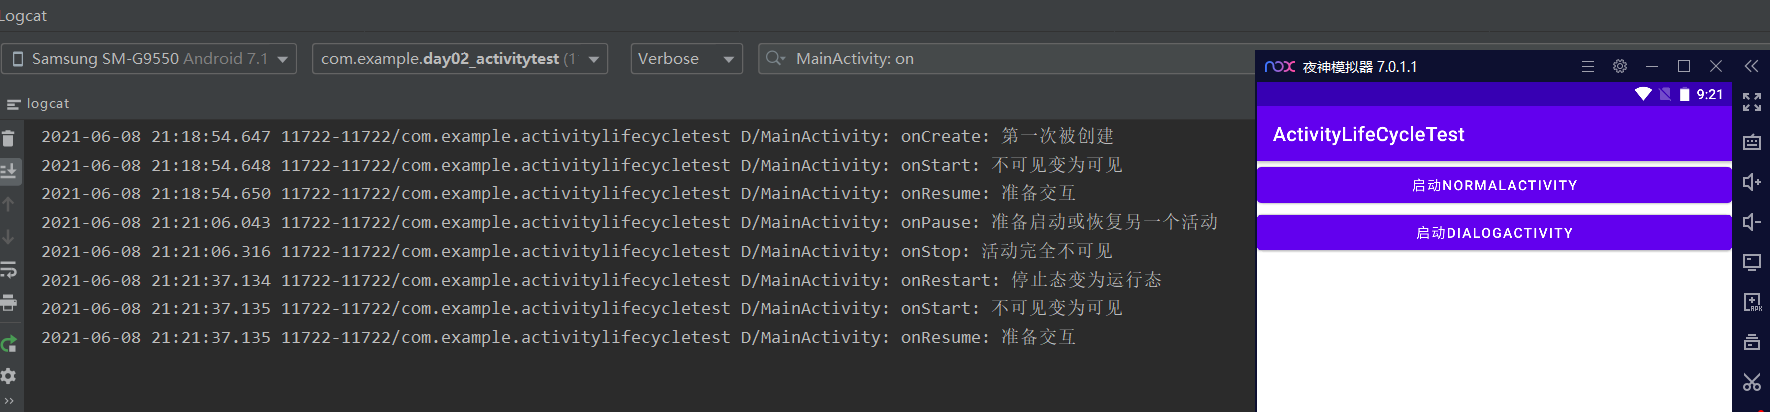 Logcat
Samsung SM-G9550 Android 7.1
com.example.day02_activitytest (1
Verbose
MainActivity: on
logcat
2021-06-08 21:18:54.647 11722-11722/com.example.activitylifecycletest D/MainActivity: onCreate: 第一次被创建
2021-06-08 21:18:54.648 11722-11722/com.example.activitylifecycletest D/MainActivity: onStart: 不可见变为可见
2021-06-08 21:18:54.650 11722-11722/com.example.activitylifecycletest D/MainActivity: onResume: 准备交互
2021-06-08 21:21:06.043 11722-11722/com.example.activitylifecycletest D/MainActivity: onPause: 准备启动或恢复另一个活动
2021-06-08 21:21:06.316 11722-11722/com.example.activitylifecycletest D/MainActivity: onStop: 活动完全不可见
2021-06-08 21:21:37.134 11722-11722/com.example.activitylifecycletest D/MainActivity: onRestart: 停止态变为运行态
2021-06-08 21:21:37.135 11722-11722/com.example.activitylifecycletest D/MainActivity: onStart: 不可见变为可见
2021-06-08 21:21:37.135 11722-11722/com.example.activitylifecycletest D/MainActivity: onResume: 准备交互
nox 夜神模拟器 7.0.1.1
9:21
ActivityLifeCycleTest
启动NORMALACTIVITY
启动DIALOGACTIVITY
APK